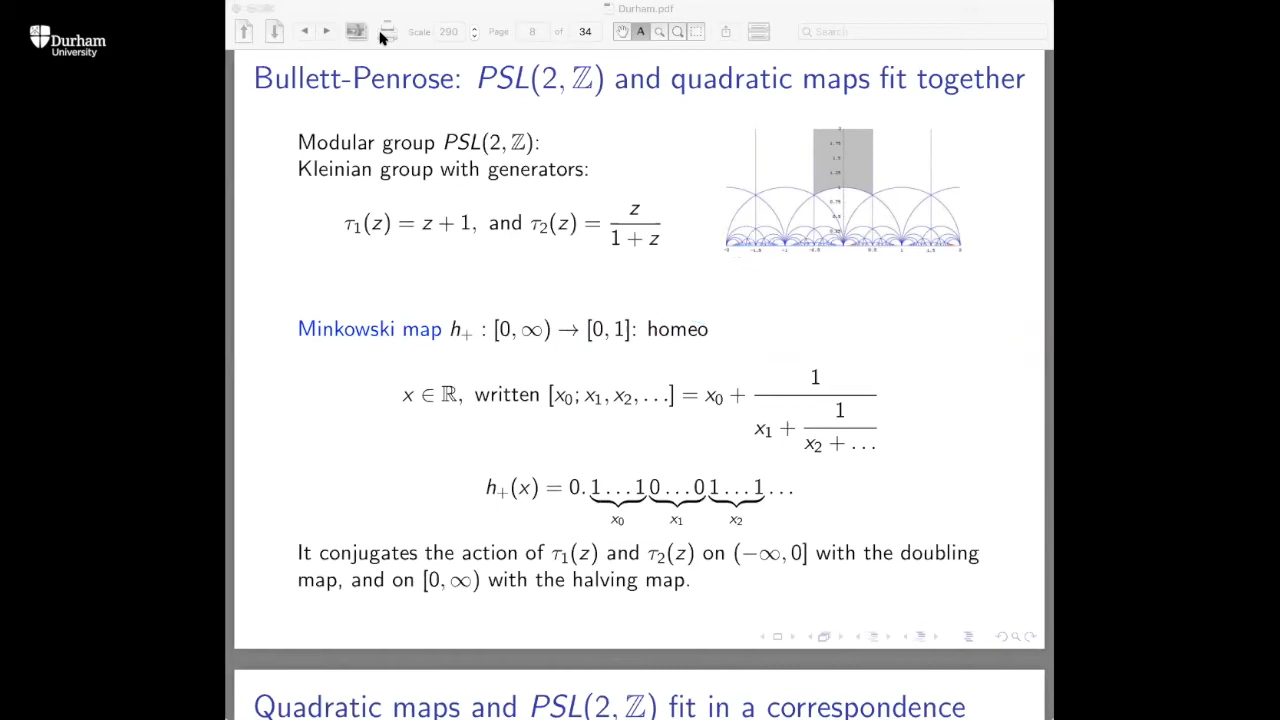 Durham.pdf
Durham
University
Scale 290 Page 8 of 34 Search
Bullett-Penrose: PSL(2, ℤ) and quadratic maps fit together
Modular group PSL(2, ℤ):
Kleinian group with generators:
τ₁(z) = z + 1, and τ₂(z) = z / (1 + z)
Minkowski map h₊ : [0, ∞) → [0, 1]: homeo
x ∈ ℝ, written [x₀; x₁, x₂, . . .] = x₀ + 1 / (x₁ + 1 / (x₂ + . . .))
h₊(x) = 0. 1 . . . 1 0 . . . 0 1 . . . 1 . . .
x₀ x₁ x₂
It conjugates the action of τ₁(z) and τ₂(z) on (−∞, 0] with the doubling
map, and on [0, ∞) with the halving map.
Quadratic maps and PSL(2, ℤ) fit in a correspondence